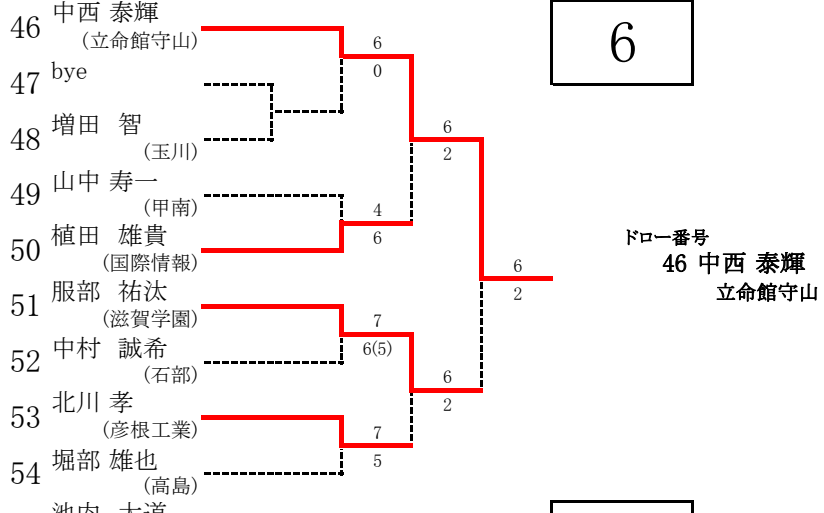 46 中西 泰輝
(立命館守山)
47 bye
48 増田 智
(玉川)
49 山中 寿一
(甲南)
50 植田 雄貴
(国際情報)
51 服部 祐汰
(滋賀学園)
52 中村 誠希
(石部)
53 北川 孝
(彦根工業)
54 堀部 雄也
(高島)
池内 大道
6
0
4
6
7
6(5)
7
5
6
2
6
2
6
2
6
ドロー番号
46 中西 泰輝
立命館守山